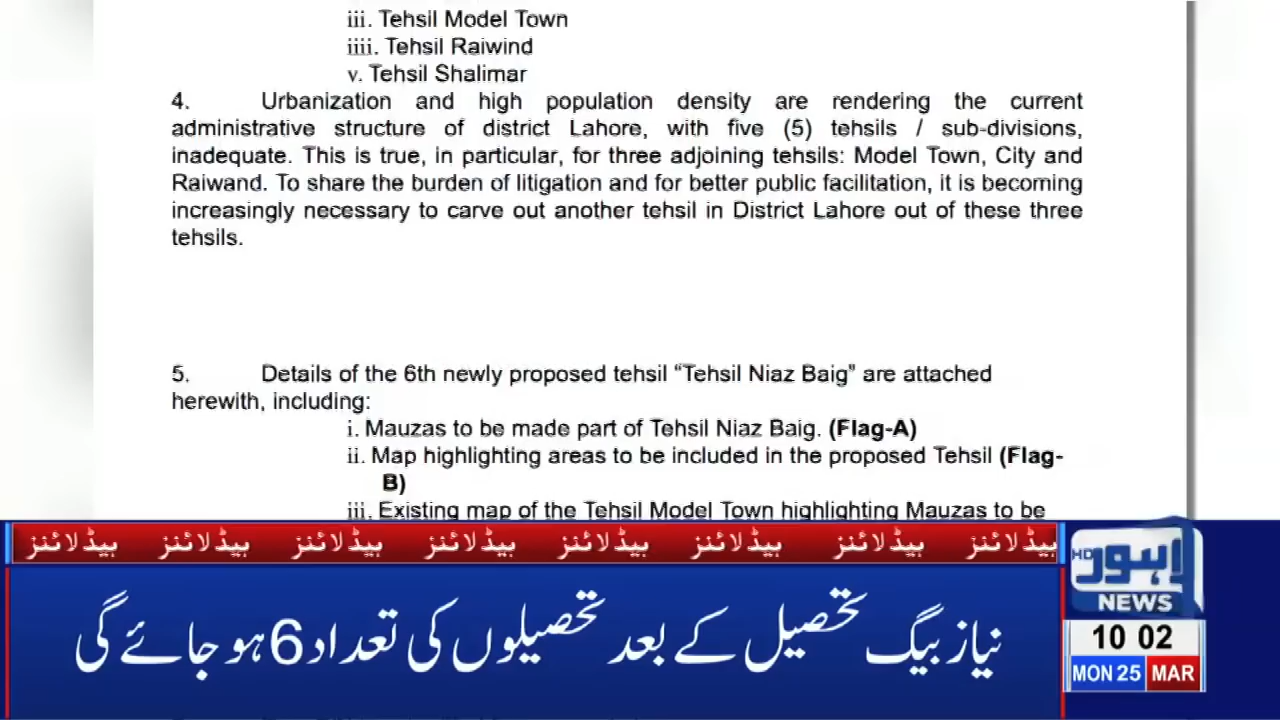 iii. Tehsil Model Town
iiii. Tehsil Raiwind
v. Tehsil Shalimar
4. Urbanization and high population density are rendering the current
administrative structure of district Lahore, with five (5) tehsils / sub-divisions,
inadequate. This is true, in particular, for three adjoining tehsils: Model Town, City and
Raiwand. To share the burden of litigation and for better public facilitation, it is becoming
increasingly necessary to carve out another tehsil in District Lahore out of these three
tehsils.
5. Details of the 6th newly proposed tehsil “Tehsil Niaz Baig” are attached
herewith, including:
i. Mauzas to be made part of Tehsil Niaz Baig. (Flag-A)
ii. Map highlighting areas to be included in the proposed Tehsil (Flag-
B)
iii. Existing map of the Tehsil Model Town highlighting Mauzas to be
ہیڈلائنز ہیڈلائنز ہیڈلائنز ہیڈلائنز ہیڈلائنز ہیڈلائنز ہیڈلائنز ہیڈلائنز
نیاز بیگ تحصیل کے بعد تحصیلوں کی تعداد 6 ہو جائے گی
HD لاہور
NEWS
10 02
MON 25 MAR